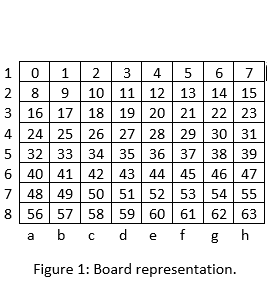 1 0 1 2 3 4 5 6 7
2 8 9 10 11 12 13 14 15
3 16 17 18 19 20 21 22 23
4 24 25 26 27 28 29 30 31
5 32 33 34 35 36 37 38 39
6 40 41 42 43 44 45 46 47
7 48 49 50 51 52 53 54 55
8 56 57 58 59 60 61 62 63
a b c d e f g h
Figure 1: Board representation.